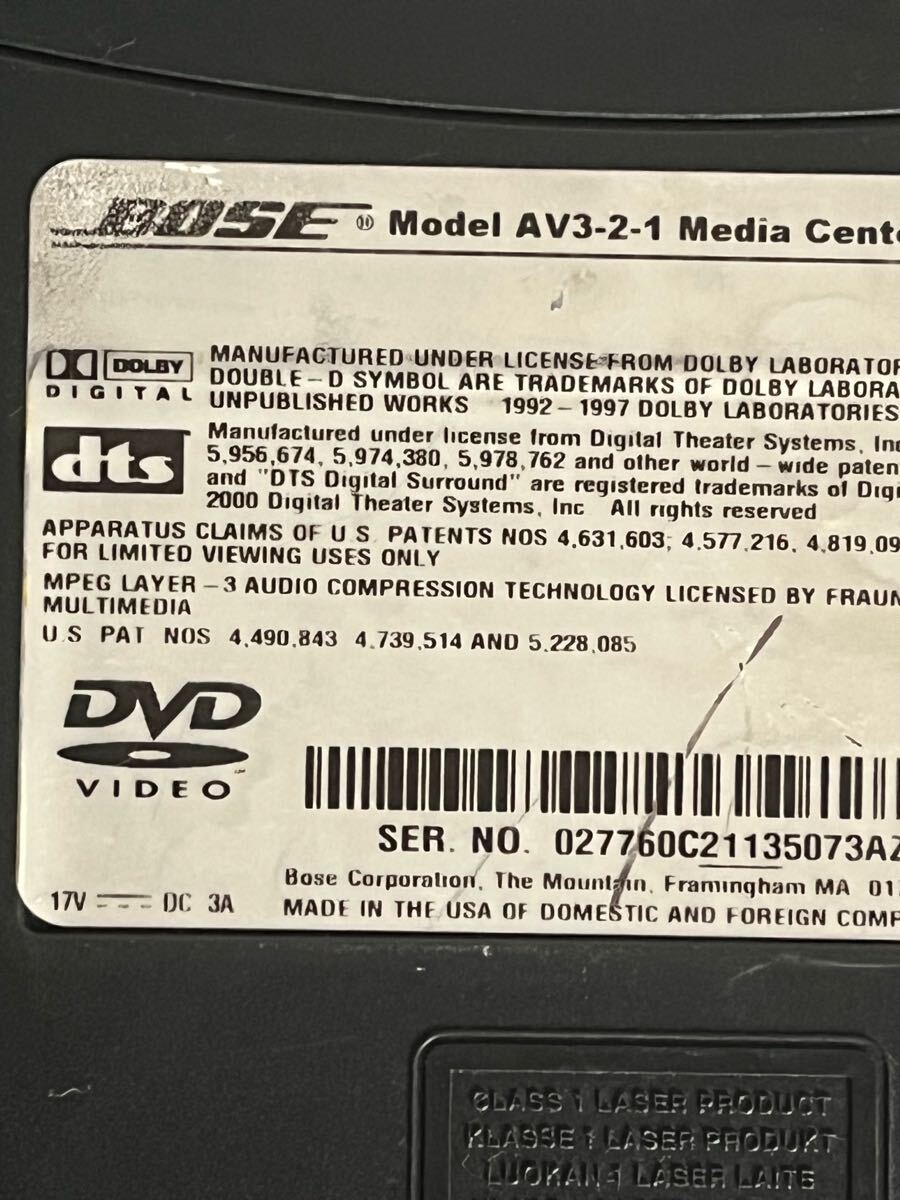 BOSE® Model AV3-2-1 Media Cent
DOLBY
DIGITAL
MANUFACTURED UNDER LICENSE FROM DOLBY LABORATOR
DOUBLE-D SYMBOL ARE TRADEMARKS OF DOLBY LABORA
UNPUBLISHED WORKS 1992-1997 DOLBY LABORATORIES
dts
Manufactured under license from Digital Theater Systems, Inc
5,956,674, 5,974,380, 5,978,762 and other world-wide paten
and "DTS Digital Surround" are registered trademarks of Digi
2000 Digital Theater Systems, Inc All rights reserved
APPARATUS CLAIMS OF U.S PATENTS NOS 4,631,603; 4,577,216, 4,819,09
FOR LIMITED VIEWING USES ONLY
MPEG LAYER-3 AUDIO COMPRESSION TECHNOLOGY LICENSED BY FRAUN
MULTIMEDIA
U.S PAT NOS 4,490,843 4,739,514 AND 5,228,085
DVD
VIDEO
SER. NO. 027760C21135073AZ
Bose Corporation, The Mountain, Framingham MA 017
17V DC 3A
MADE IN THE USA OF DOMESTIC AND FOREIGN COMP
CLASS 1 LASER PRODUCT
KLASSE 1 LASER PRODUKT
LUOKAN 1 LASER LAITE